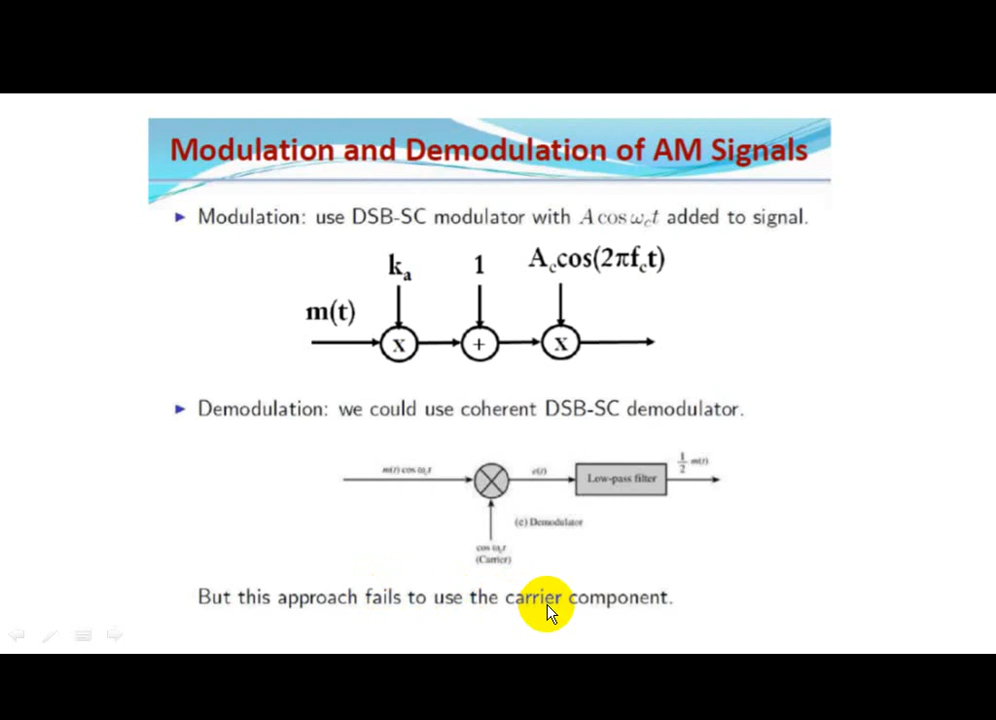 Modulation and Demodulation of AM Signals
Modulation: use DSB-SC modulator with A cos ω_c t added to signal.
k_a 1 A_c cos(2πf_c t)
m(t)
X + X
Demodulation: we could use coherent DSB-SC demodulator.
m(t) cos ω_c t e(t) Low-pass filter 1/2 m(t)
(c) Demodulator
cos ω_c t
(Carrier)
But this approach fails to use the carrier component.